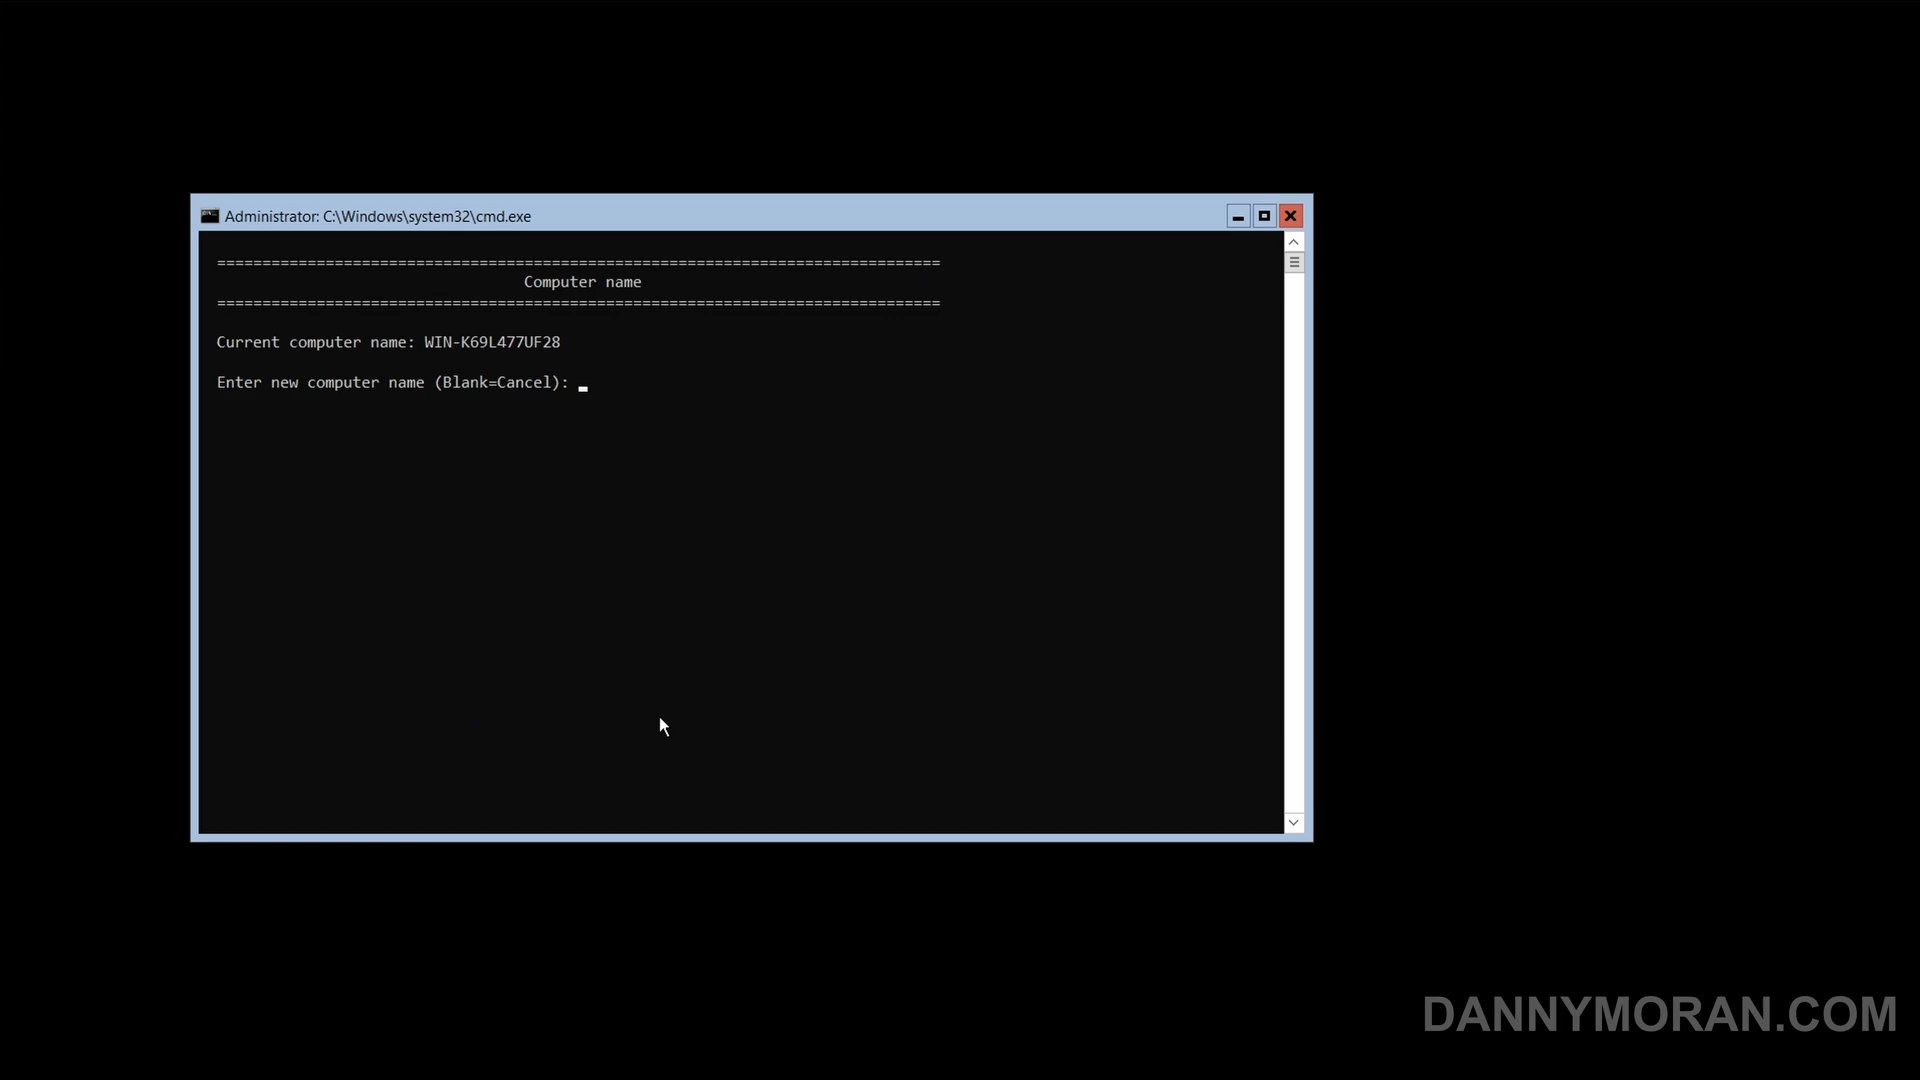 Administrator: C:\Windows\system32\cmd.exe
================================================================================
Computer name
================================================================================
Current computer name: WIN-K69L477UF28
Enter new computer name (Blank=Cancel):
DANNYMORAN.COM